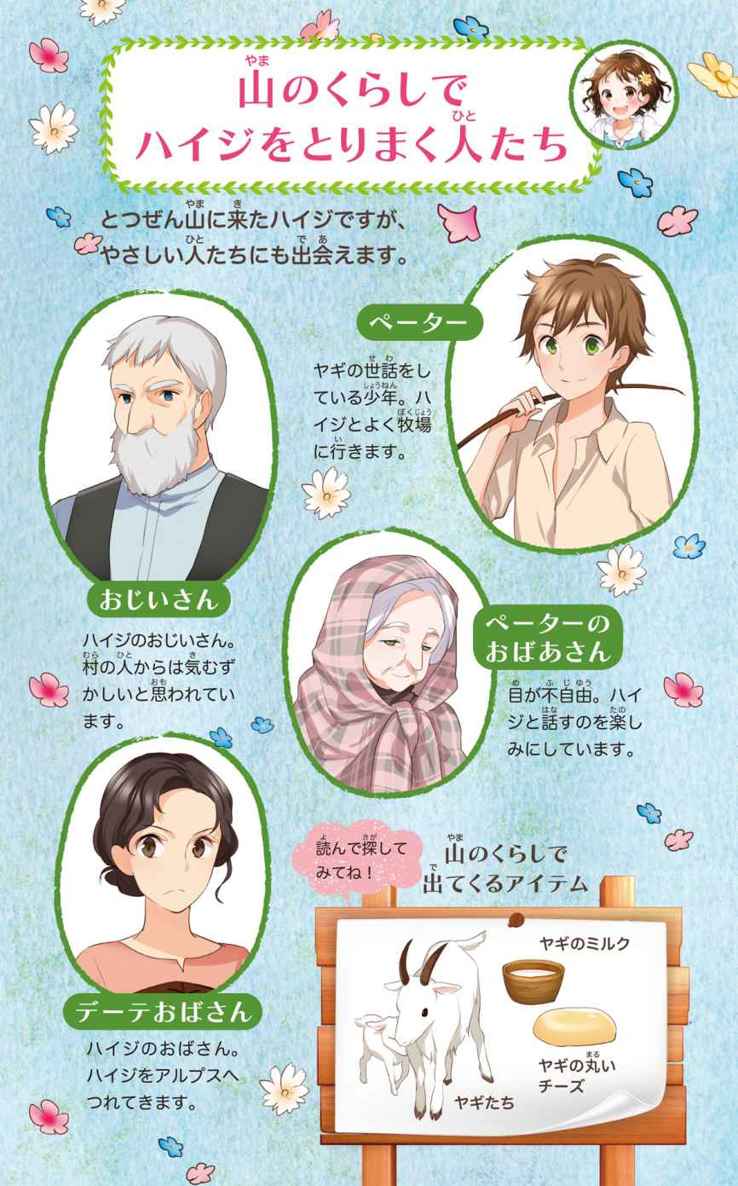 山のくらしで
ハイジをとりまく人たち
とつぜん山に来たハイジですが、
やさしい人たちにも出会えます。
ペーター
ヤギの世話をし
ている少年。ハ
イジとよく牧場
に行きます。
おじいさん
ハイジのおじいさん。
村の人からは気むず
かしいと思われてい
ます。
ペーターの
おばあさん
目が不自由。ハイ
ジと話すのを楽し
みにしています。
デーテおばさん
ハイジのおばさん。
ハイジをアルプスへ
つれてきます。
読んで探して
みてね！
山のくらしで
出てくるアイテム
ヤギのミルク
ヤギの丸い
チーズ
ヤギたち